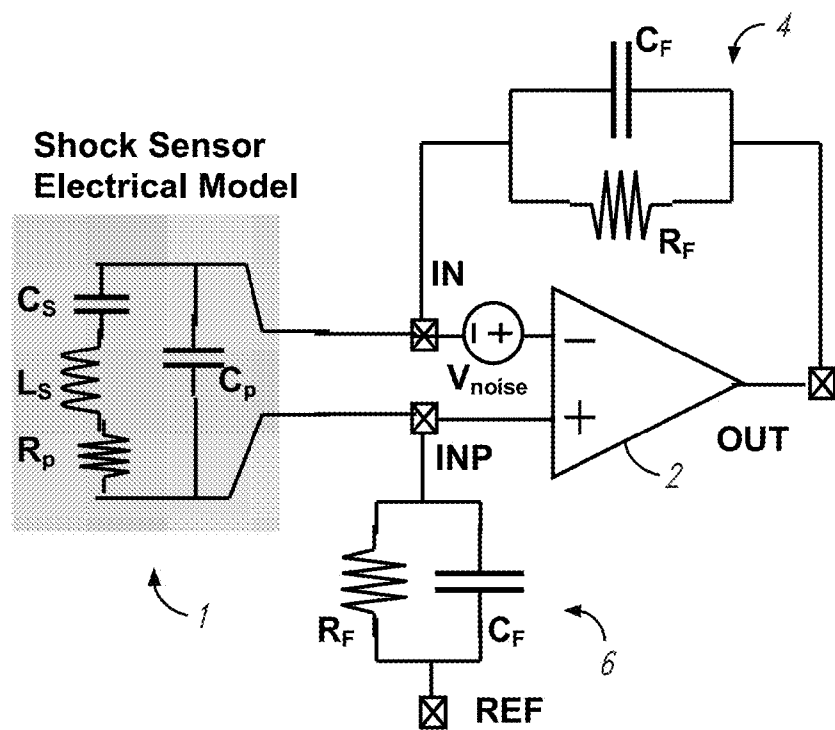 4
C_F
Shock Sensor
Electrical Model
R_F
IN
C_S
− +
−
L_S
C_p
V_noise
+
R_p
INP
OUT
2
1
R_F
C_F
6
REF